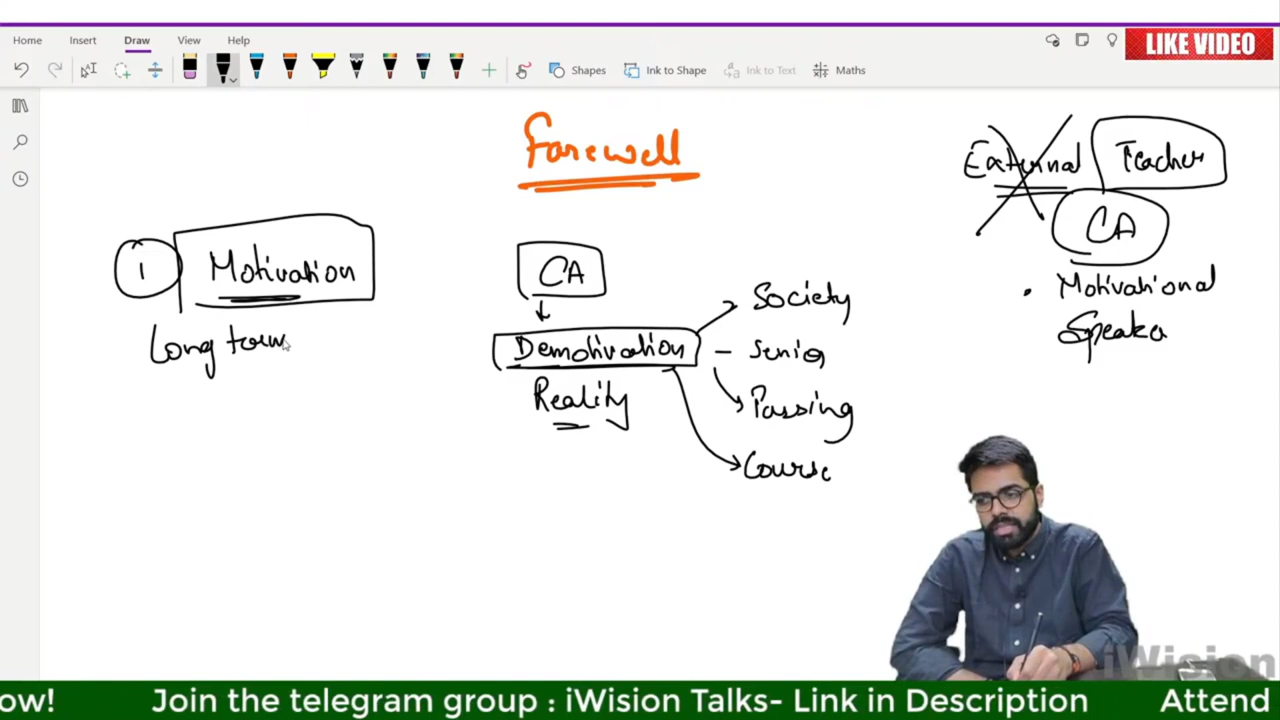 Home Insert Draw View Help
LIKE VIDEO
Shapes Ink to Shape Ink to Text Maths
Farewell
External Teacher
CA
Motivational
Speaker
1 Motivation
Long term
CA
Demotivation
Reality
Society
Senior
Passing
Course
iWision
ow! Join the telegram group : iWision Talks- Link in Description Attend